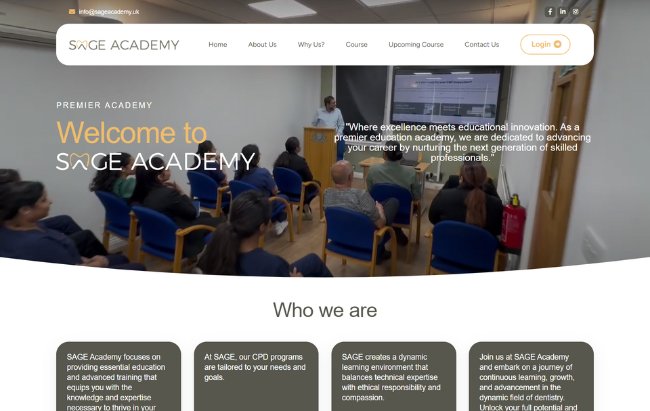 info@sageacademy.uk
SAGE ACADEMY
Home
About Us
Why Us?
Course
Upcoming Course
Contact Us
Login
PREMIER ACADEMY
Welcome to
SAGE ACADEMY
"Where excellence meets educational innovation. As a
premier education academy, we are dedicated to advancing
your career by nurturing the next generation of skilled
professionals."
Who we are
SAGE Academy focuses on
providing essential education
and advanced training that
equips you with the
knowledge and expertise
necessary to thrive in your
At SAGE, our CPD programs
are tailored to your needs and
goals.
SAGE creates a dynamic
learning environment that
balances technical expertise
with ethical responsibility and
compassion.
Join us at SAGE Academy
and embark on a journey of
continuous learning, growth,
and advancement in the
dynamic field of dentistry.
Unlock your full potential and